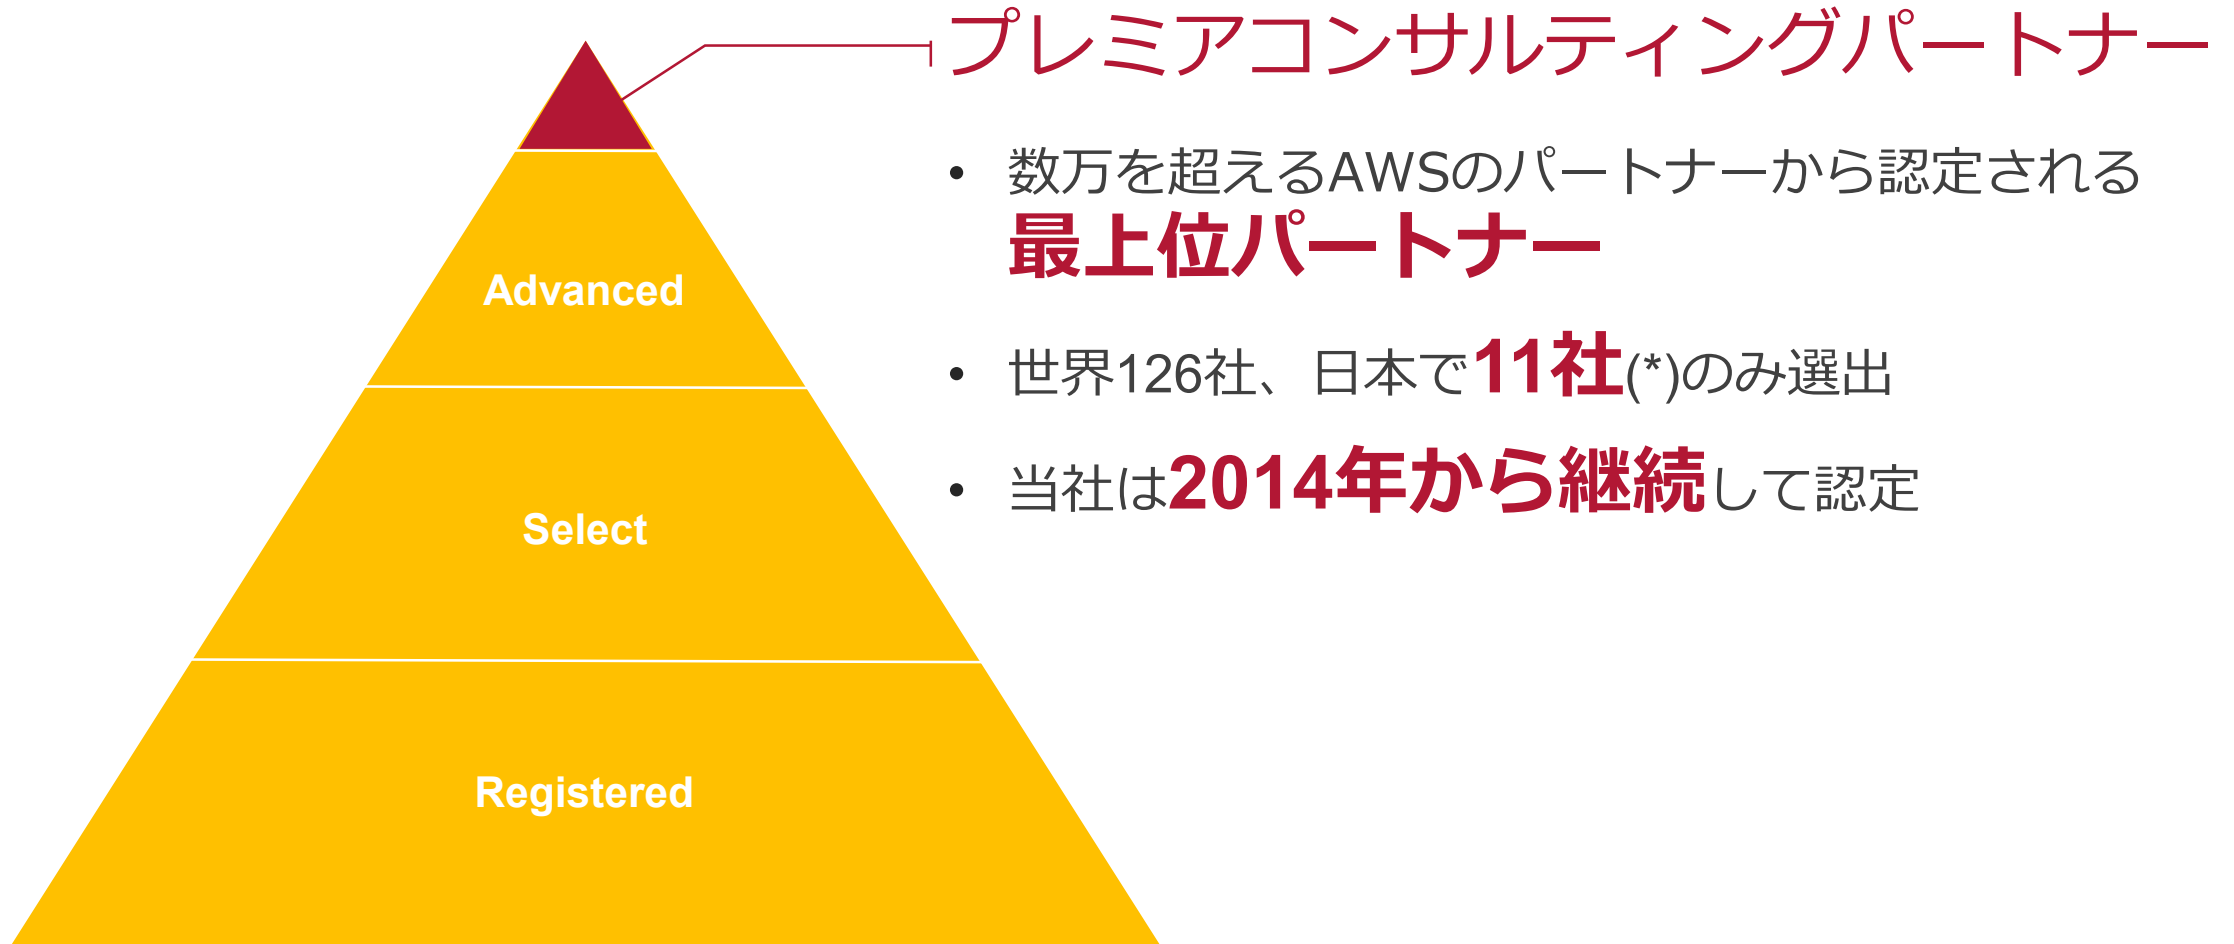 プレミアコンサルティングパートナー
• 数万を超えるAWSのパートナーから認定される
最上位パートナー
• 世界126社、日本で11社(*)のみ選出
• 当社は2014年から継続して認定
Advanced
Select
Registered